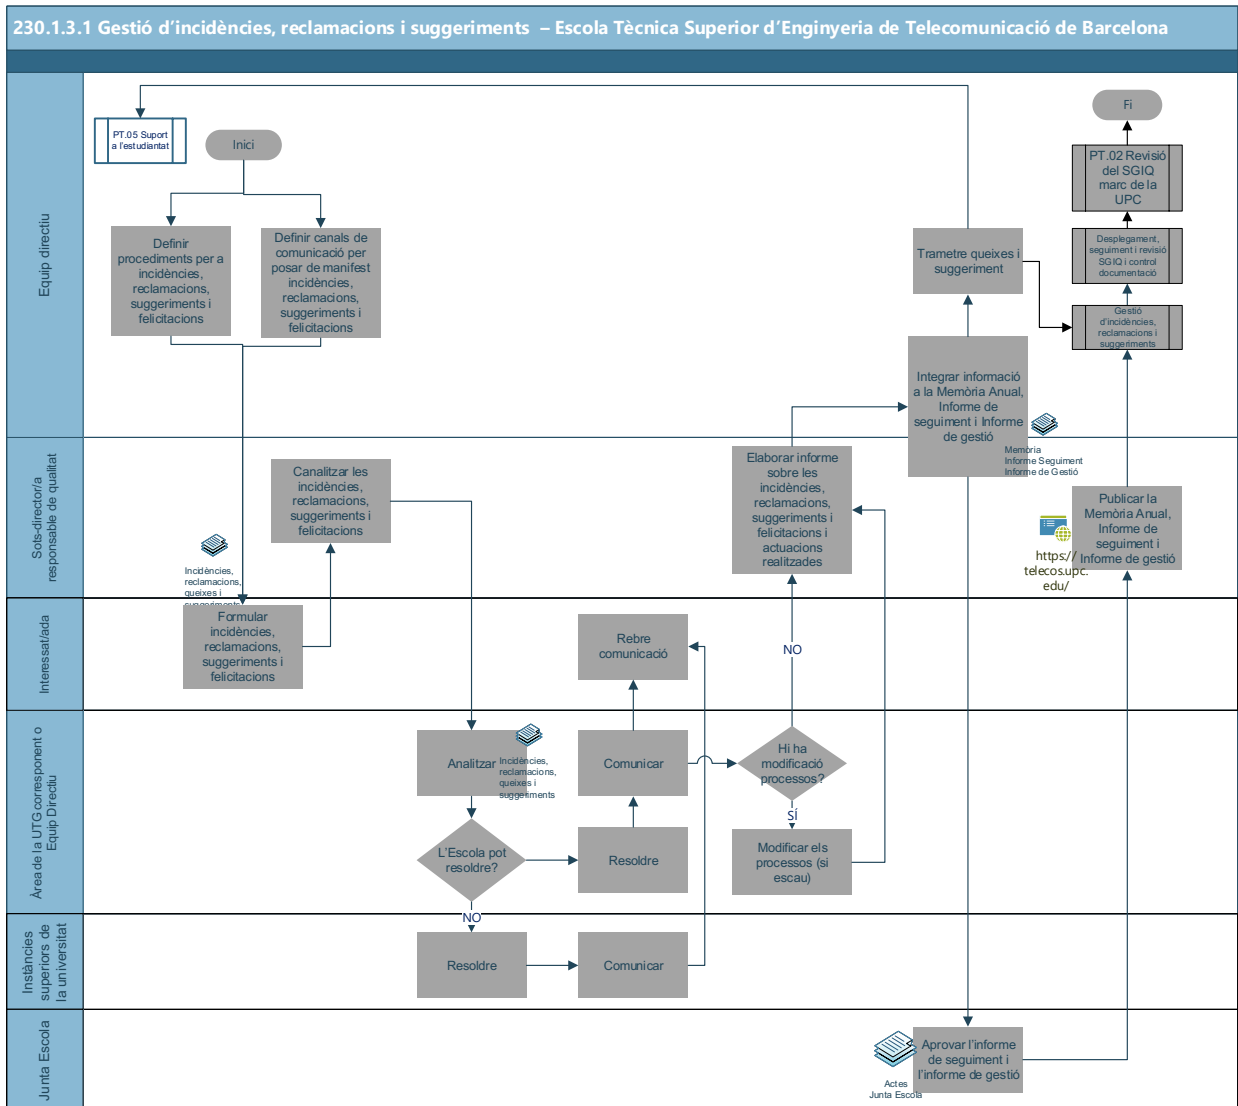 230.1.3.1 Gestió d’incidències, reclamacions i suggeriments – Escola Tècnica Superior d’Enginyeria de Telecomunicació de Barcelona
Equip directiu
PT.05 Suport
a l’estudiantat
Inici
Definir
procediments per a
incidències,
reclamacions,
suggeriments i
felicitacions
Definir canals de
comunicació per
posar de manifest
incidències,
reclamacions,
suggeriments i
felicitacions
Trametre queixes i
suggeriment
Integrar informació
a la Memòria Anual,
Informe de
seguiment i Informe
de gestió
Memòria
Informe Seguiment
Informe de Gestió
Fi
PT.02 Revisió
del SGIQ
marc de la
UPC
Desplegament,
seguiment i revisió
SGIQ i control
documentació
Gestió
d’incidències,
reclamacions i
suggeriments
Sots-director/a
responsable de qualitat
Incidències,
reclamacions,
queixes i
suggeriments
Canalitzar les
incidències,
reclamacions,
suggeriments i
felicitacions
Elaborar informe
sobre les
incidències,
reclamacions,
suggeriments i
felicitacions i
actuacions
realitzades
Publicar la
Memòria Anual,
Informe de
seguiment i
Informe de gestió
https://
telecos.upc.
edu/
Interessat/ada
Formular
incidències,
reclamacions,
suggeriments i
felicitacions
Rebre
comunicació
NO
Àrea de la UTG corresponent o
Equip Directiu
Analitzar
Incidències,
reclamacions,
queixes i
suggeriments
Comunicar
Hi ha
modificació
processos?
SÍ
L’Escola pot
resoldre?
Resoldre
Modificar els
processos (si
escau)
NO
Instàncies
superiors de
la universitat
Resoldre
Comunicar
Junta Escola
Actes
Junta Escola
Aprovar l’informe
de seguiment i
l’informe de gestió